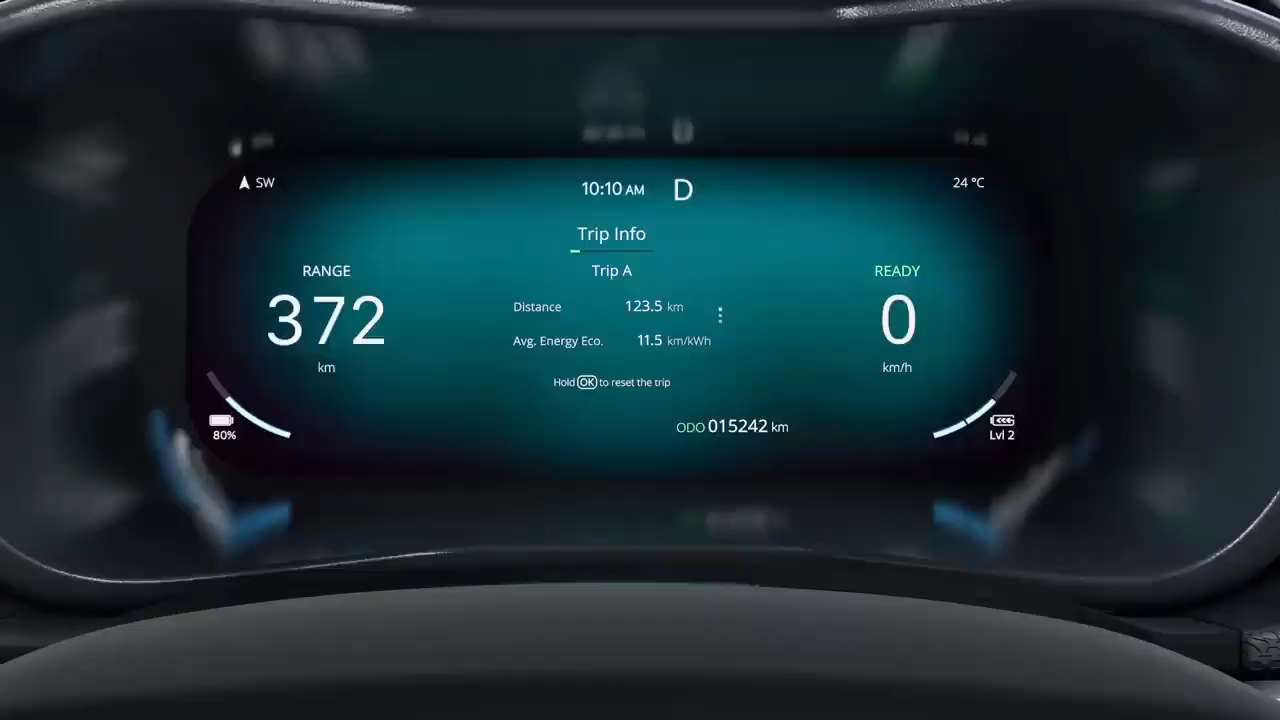 SW
10:10 AM D
24 °C
Trip Info
RANGE
372
km
Trip A
Distance 123.5 km
Avg. Energy Eco. 11.5 km/kWh
Hold OK to reset the trip
READY
0
km/h
80%
ODO 015242 km
Lvl 2